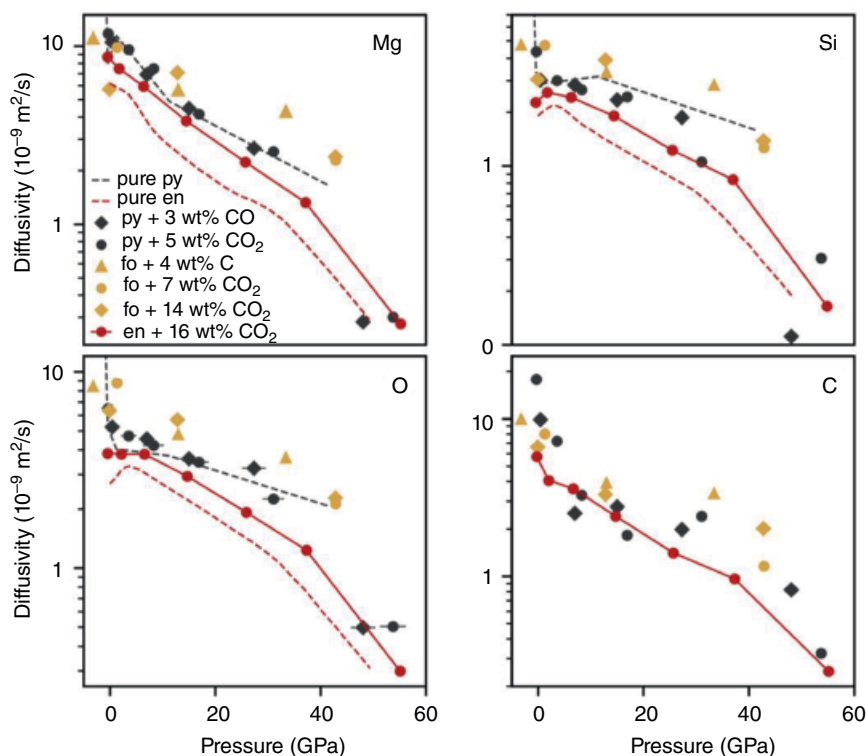 Mg
Si
10
1
Diffusivity (10⁻⁹ m²/s)
pure py
pure en
py + 3 wt% CO
py + 5 wt% CO₂
fo + 4 wt% C
fo + 7 wt% CO₂
fo + 14 wt% CO₂
en + 16 wt% CO₂
1
0
O
C
10
1
Diffusivity (10⁻⁹ m²/s)
10
1
0 20 40 60
0 20 40 60
Pressure (GPa)
Pressure (GPa)